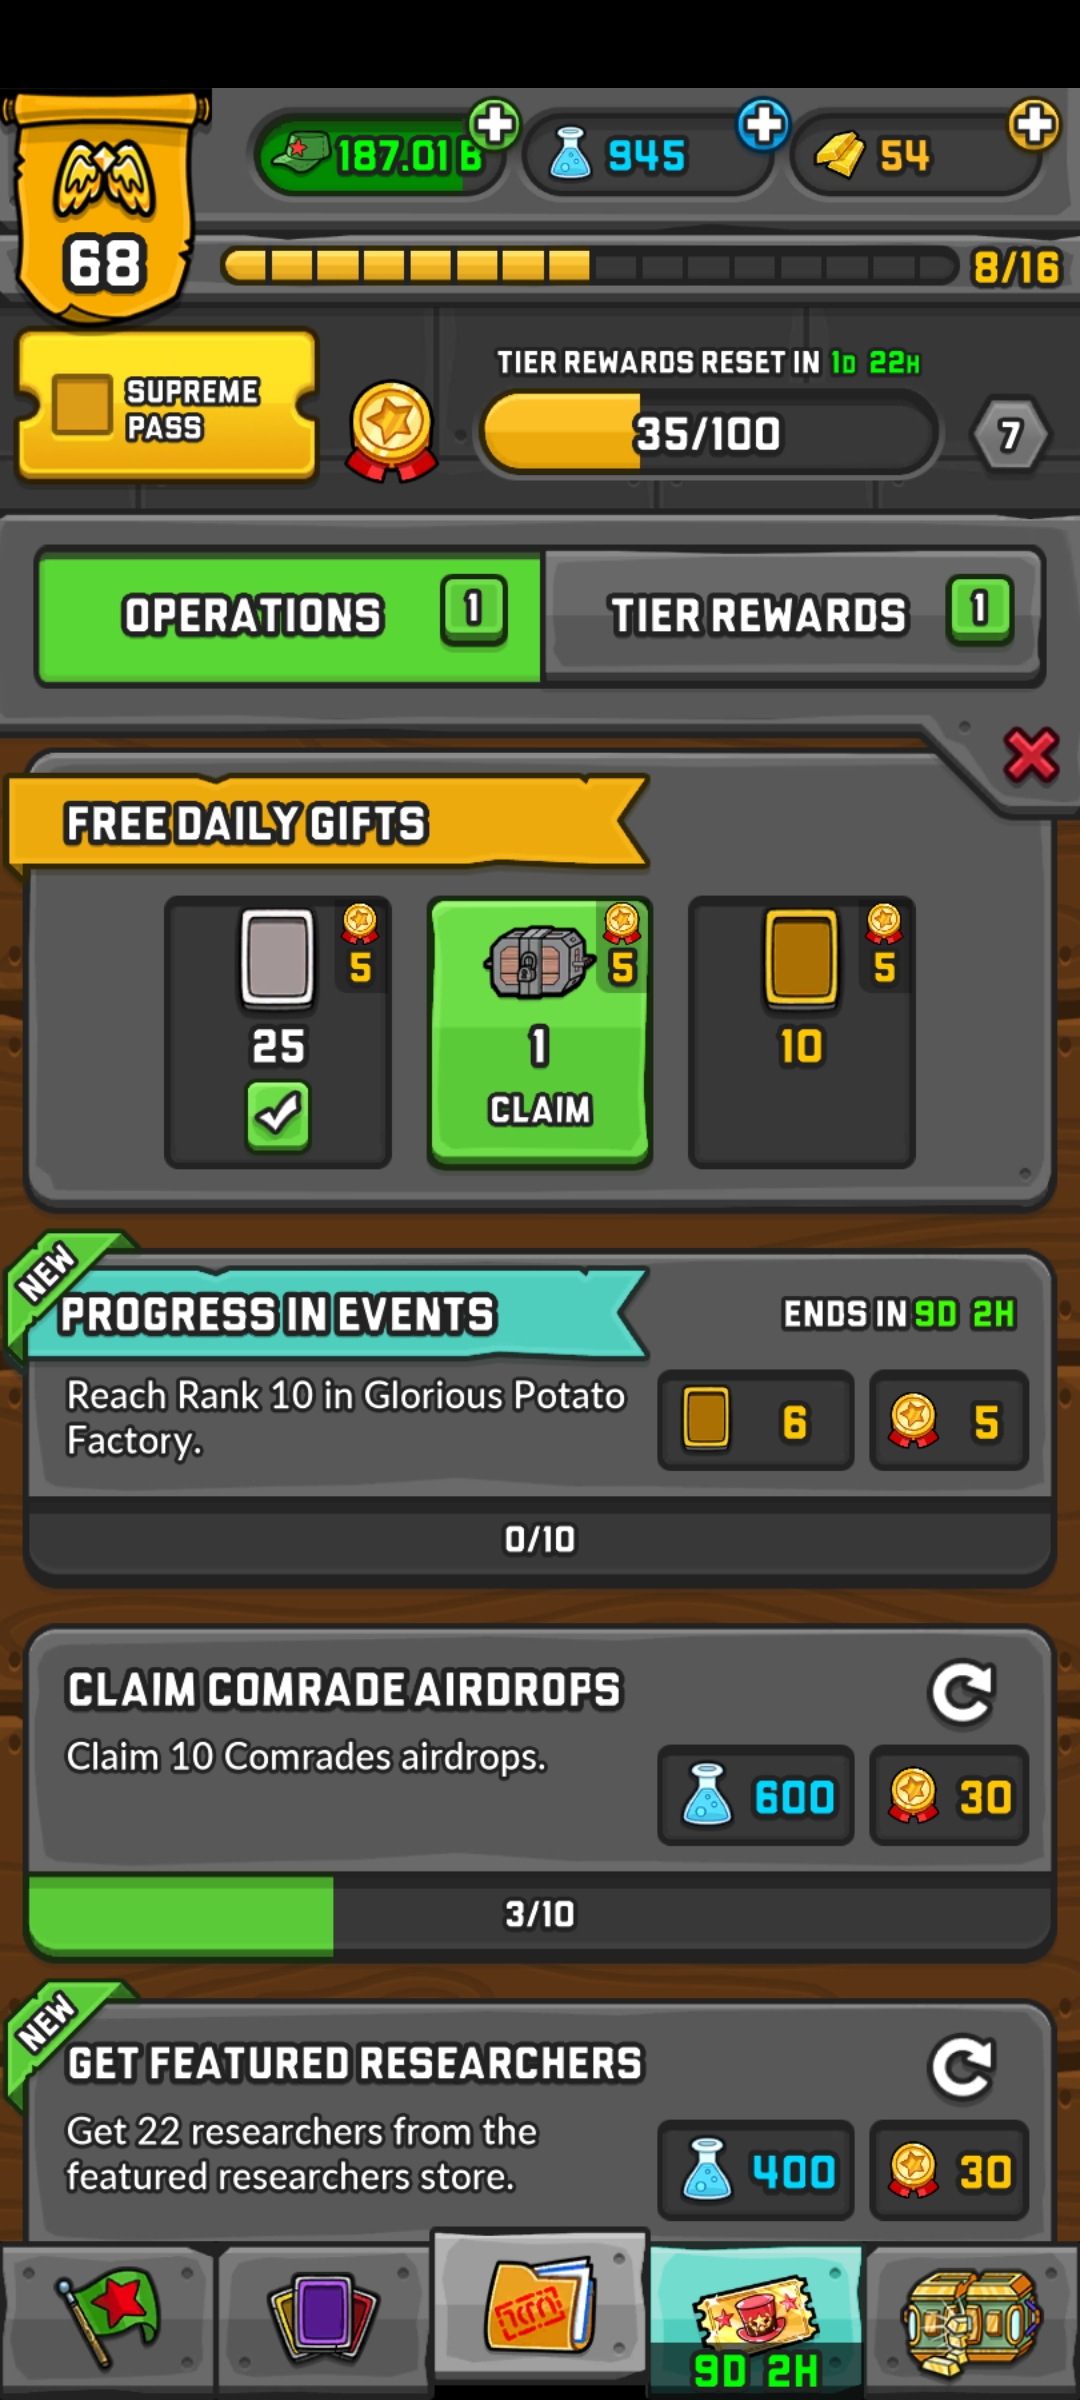 187.01B
945
54
68
8/16
SUPREME
PASS
TIER REWARDS RESET IN 1D 22H
35/100
7
OPERATIONS
1
TIER REWARDS
1
FREE DAILY GIFTS
5
25
5
1
CLAIM
5
10
NEW
PROGRESS IN EVENTS
ENDS IN 9D 2H
Reach Rank 10 in Glorious Potato
Factory.
6
5
0/10
CLAIM COMRADE AIRDROPS
Claim 10 Comrades airdrops.
600
30
3/10
NEW
GET FEATURED RESEARCHERS
Get 22 researchers from the
featured researchers store.
400
30
9D 2H